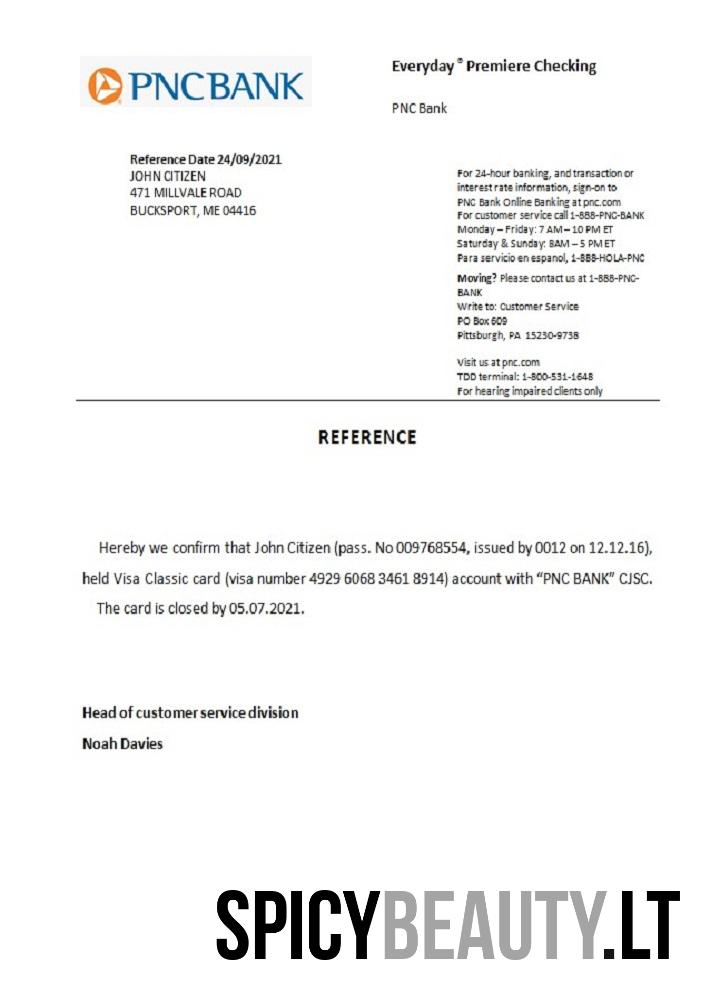 PNCBANK
Everyday® Premiere Checking
PNC Bank
Reference Date 24/09/2021
JOHN CITIZEN
471 MILLVALE ROAD
BUCKSPORT, ME 04416
For 24-hour banking, and transaction or
interest rate information, sign-on to
PNC Bank Online Banking at pnc.com
For customer service call 1-888-PNC-BANK
Monday – Friday: 7 AM – 10 PM ET
Saturday & Sunday: 8AM – 5 PM ET
Para servicio en espanol, 1-888-HOLA-PNC
Moving? Please contact us at 1-888-PNC-
BANK
Write to: Customer Service
PO Box 609
Pittsburgh, PA 15230-9738
Visit us at pnc.com
TDD terminal: 1-800-531-1648
For hearing impaired clients only
REFERENCE
Hereby we confirm that John Citizen (pass. No 009768554, issued by 0012 on 12.12.16),
held Visa Classic card (visa number 4929 6068 3461 8914) account with “PNC BANK” CJSC.
The card is closed by 05.07.2021.
Head of customer service division
Noah Davies
SPICYBEAUTY.LT